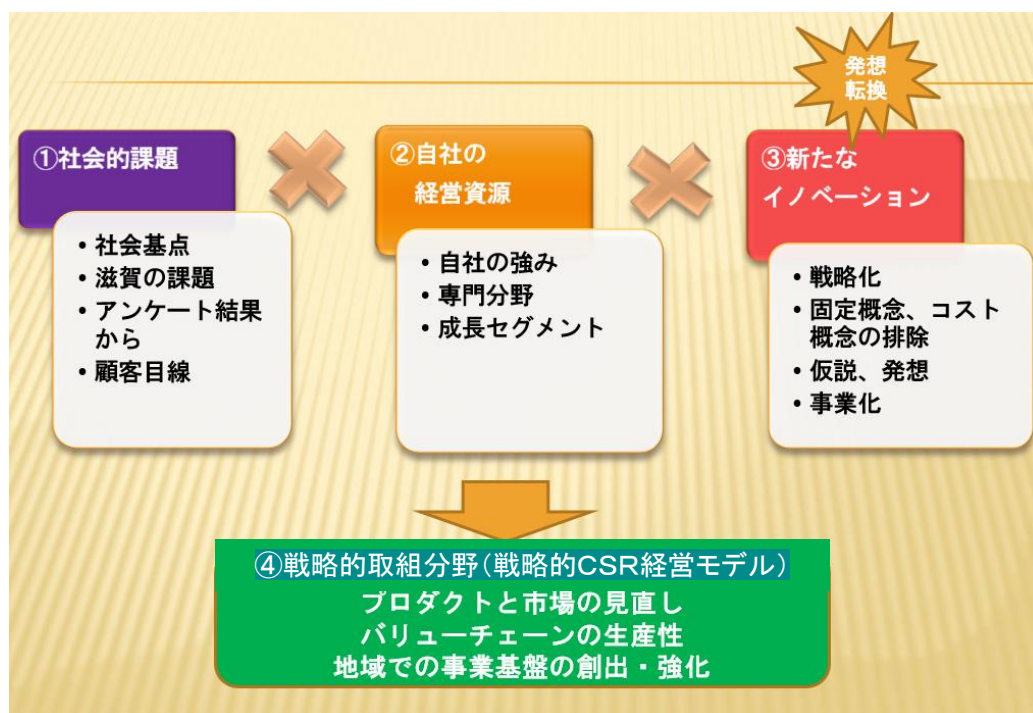 発想
転換
①社会的課題
• 社会基点
• 滋賀の課題
• アンケート結果
から
• 顧客目線
②自社の
経営資源
• 自社の強み
• 専門分野
• 成長セグメント
③新たな
イノベーション
• 戦略化
• 固定概念、コスト
概念の排除
• 仮説、発想
• 事業化
④戦略的取組分野（戦略的ＣＳＲ経営モデル）
プロダクトと市場の見直し
バリューチェーンの生産性
地域での事業基盤の創出・強化